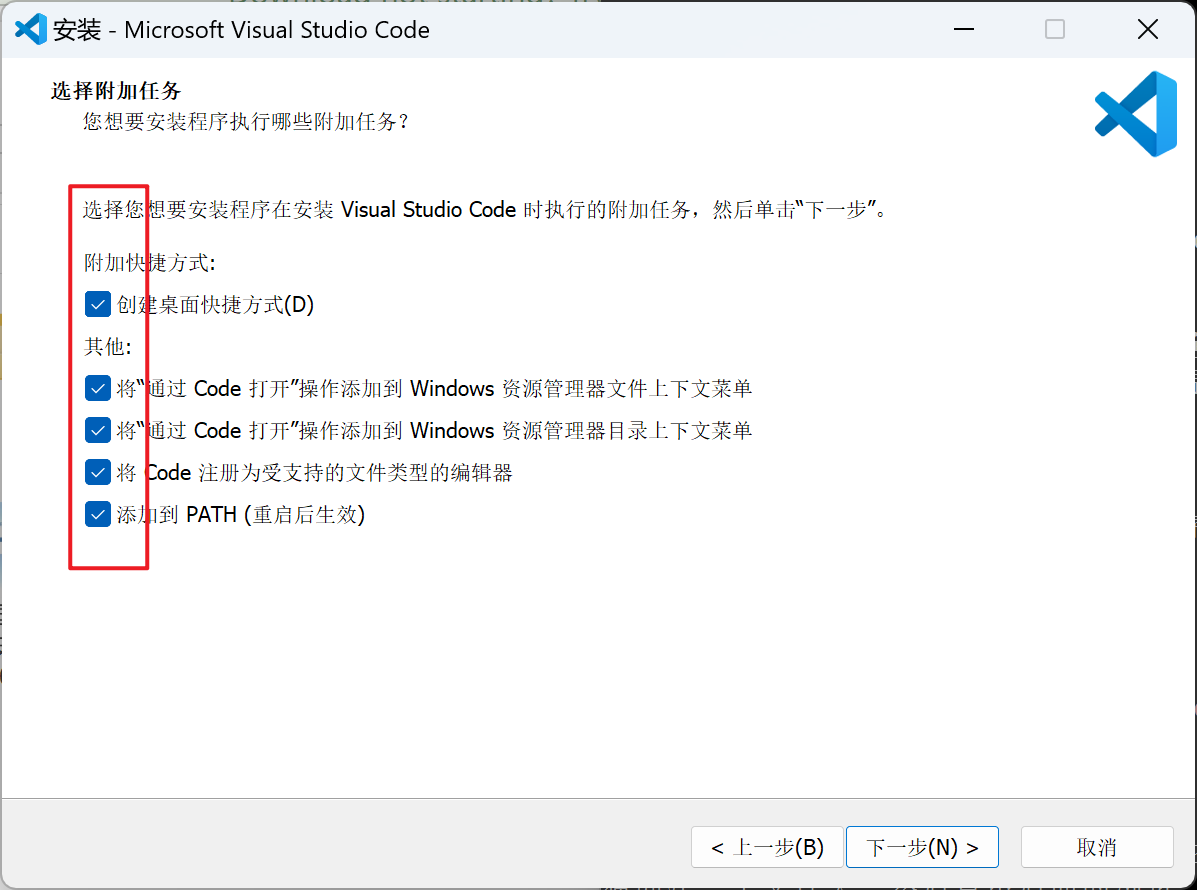 安装 - Microsoft Visual Studio Code
选择附加任务
您想要安装程序执行哪些附加任务？
选择您想要安装程序在安装 Visual Studio Code 时执行的附加任务，然后单击“下一步”。
附加快捷方式:
创建桌面快捷方式(D)
其他:
将“通过 Code 打开”操作添加到 Windows 资源管理器文件上下文菜单
将“通过 Code 打开”操作添加到 Windows 资源管理器目录上下文菜单
将 Code 注册为受支持的文件类型的编辑器
添加到 PATH (重启后生效)
< 上一步(B)
下一步(N) >
取消